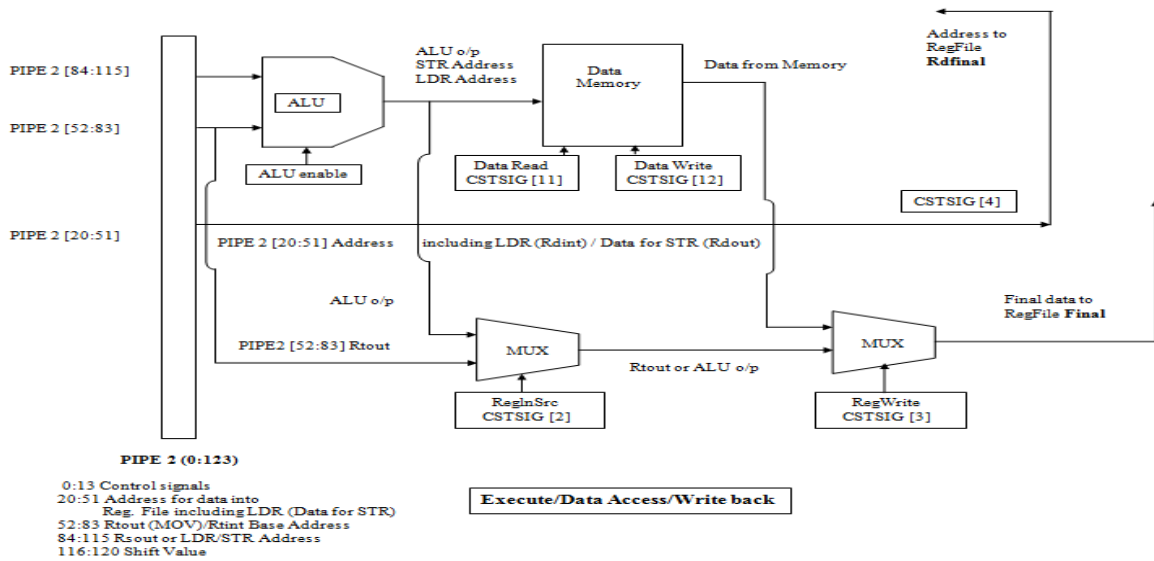 PIPE 2 [84:115]
PIPE 2 [52:83]
PIPE 2 [20:51]
ALU
ALU enable
ALU o/p
STR Address
LDR Address
Data
Memory
Data Read
CSTSIG [11]
Data Write
CSTSIG [12]
Data from Memory
Address to
RegFile
Rdfinal
CSTSIG [4]
PIPE 2 [20:51] Address including LDR (Rdint) / Data for STR (Rdout)
ALU o/p
PIPE2 [52:83] Rtout
MUX
RegInSrc
CSTSIG [2]
Rtout or ALU o/p
MUX
RegWrite
CSTSIG [3]
Final data to
RegFile Final
PIPE 2 (0:123)
0:13 Control signals
20:51 Address for data into
Reg. File including LDR (Data for STR)
52:83 Rtout (MOV)/Rtint Base Address
84:115 Rsout or LDR/STR Address
116:120 Shift Value
Execute/Data Access/Write back